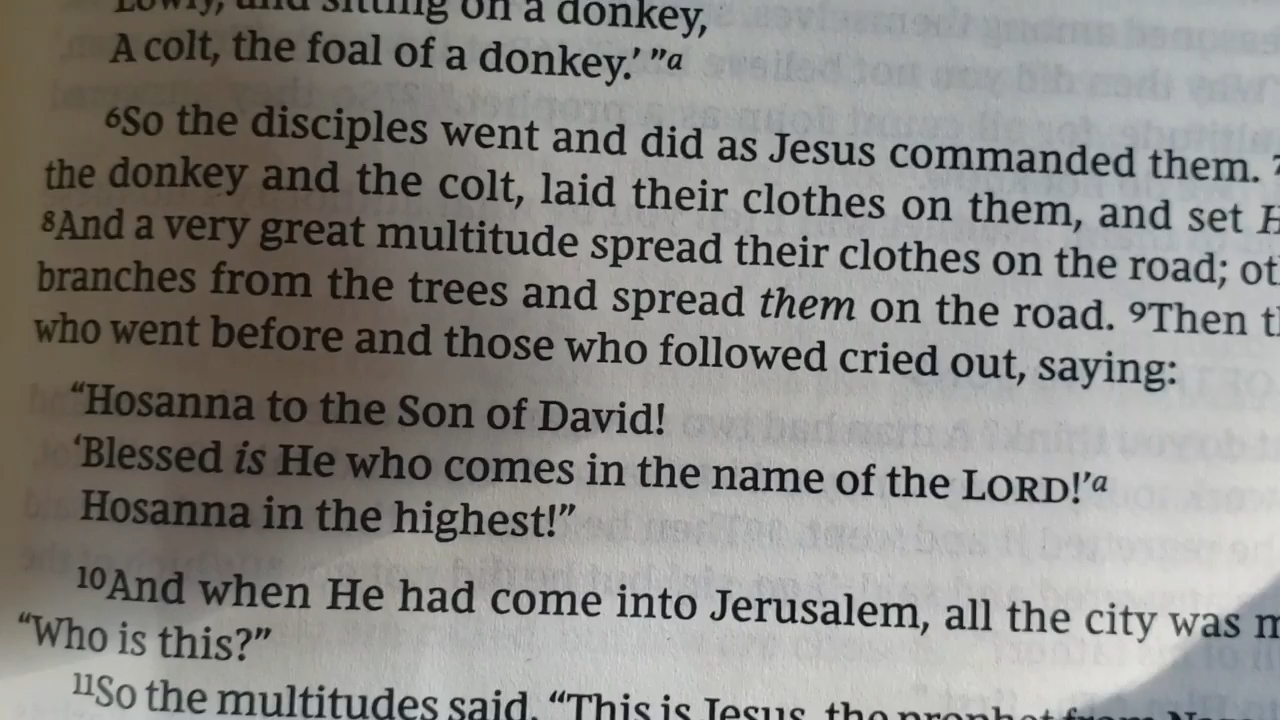 Lowly, and sitting on a donkey,
A colt, the foal of a donkey.’ ”a
6So the disciples went and did as Jesus commanded them. 7
the donkey and the colt, laid their clothes on them, and set H
8And a very great multitude spread their clothes on the road; ot
branches from the trees and spread them on the road. 9Then t
who went before and those who followed cried out, saying:
“Hosanna to the Son of David!
‘Blessed is He who comes in the name of the LORD!’a
Hosanna in the highest!”
10And when He had come into Jerusalem, all the city was m
“Who is this?”
11So the multitudes said, “This is Jesus, the prophet from N